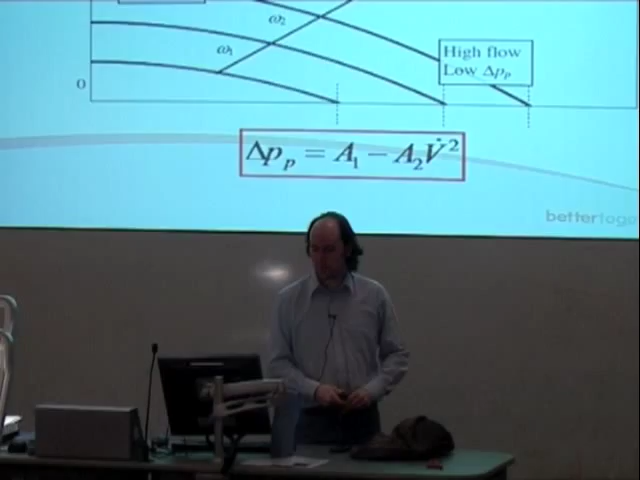 ω₂
ω₁
High flow
Low Δpₚ
0
Δpₚ = A₁ − A₂V̇²
bettertoge